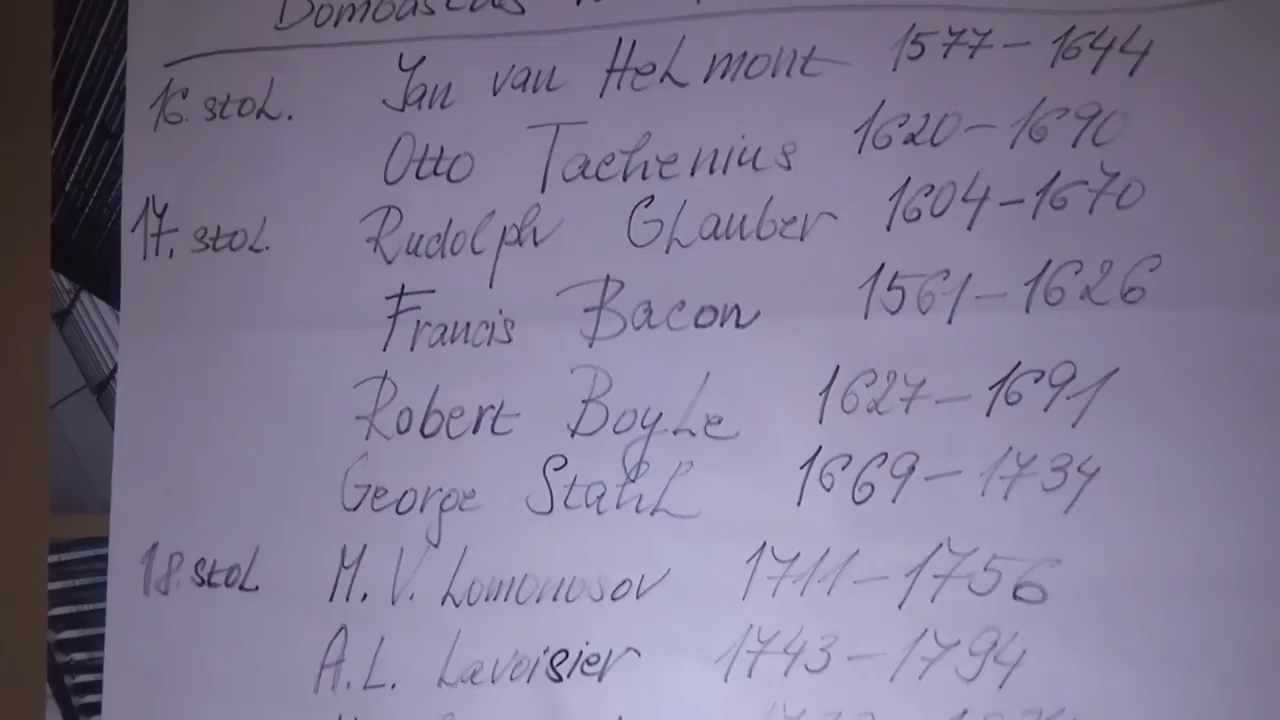 16. stol. Jan van Helmont 1577-1644
Otto Tachenius 1620-1690
17. stol. Rudolph Glauber 1604-1670
Francis Bacon 1561-1626
Robert Boyle 1627-1691
George Stahl 1669-1734
18. stol M. V. Lomonosov 1711-1756
A.L. Lavoisier 1743-1794